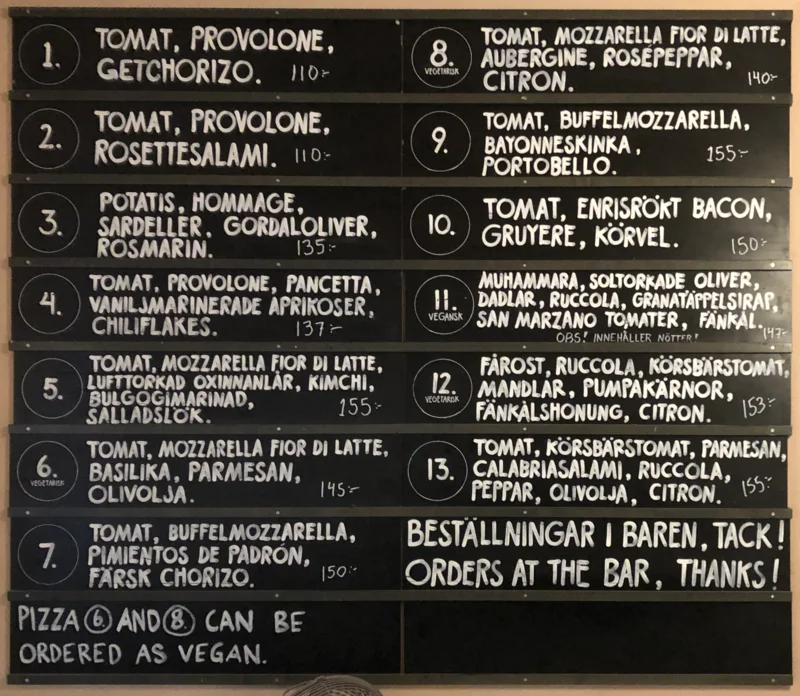 1.
TOMAT, PROVOLONE,
GETCHORIZO. 110:-
2.
TOMAT, PROVOLONE,
ROSETTESALAMI. 110:-
3.
POTATIS, HOMMAGE,
SARDELLER, GORDALOLIVER,
ROSMARIN. 135:-
4.
TOMAT, PROVOLONE, PANCETTA,
VANILJMARINERADE APRIKOSER,
CHILIFLAKES. 137:-
5.
TOMAT, MOZZARELLA FIOR DI LATTE,
LUFTTORKAD OXINNANLÅR, KIMCHI,
BULGOGIMARINAD,
SALLADSLÖK. 155:-
6.
VEGETARISK
TOMAT, MOZZARELLA FIOR DI LATTE,
BASILIKA, PARMESAN,
OLIVOLJA. 145:-
7.
TOMAT, BUFFELMOZZARELLA,
PIMIENTOS DE PADRÓN,
FÄRSK CHORIZO. 150:-
PIZZA 6. AND 8. CAN BE
ORDERED AS VEGAN.
8.
VEGETARISK
TOMAT, MOZZARELLA FIOR DI LATTE,
AUBERGINE, ROSÉPEPPAR,
CITRON. 140:-
9.
TOMAT, BUFFELMOZZARELLA,
BAYONNESKINKA,
PORTOBELLO. 155:-
10.
TOMAT, ENRISRÖKT BACON,
GRUYERE, KÖRVEL. 150:-
11.
VEGANSK
MUHAMMARA, SOLTORKADE OLIVER,
DADLAR, RUCCOLA, GRANATÄPPELSIRAP,
SAN MARZANO TOMATER, FÄNKÅL. 147:-
OBS! INNEHÅLLER NÖTTER!
12.
VEGETARISK
FÅROST, RUCCOLA, KÖRSBÄRSTOMAT,
MANDLAR, PUMPAKÄRNOR,
FÄNKÅLSHONUNG, CITRON. 153:-
13.
TOMAT, KÖRSBÄRSTOMAT, PARMESAN,
CALABRIASALAMI, RUCCOLA,
PEPPAR, OLIVOLJA, CITRON. 155:-
BESTÄLLNINGAR I BAREN, TACK!
ORDERS AT THE BAR, THANKS!